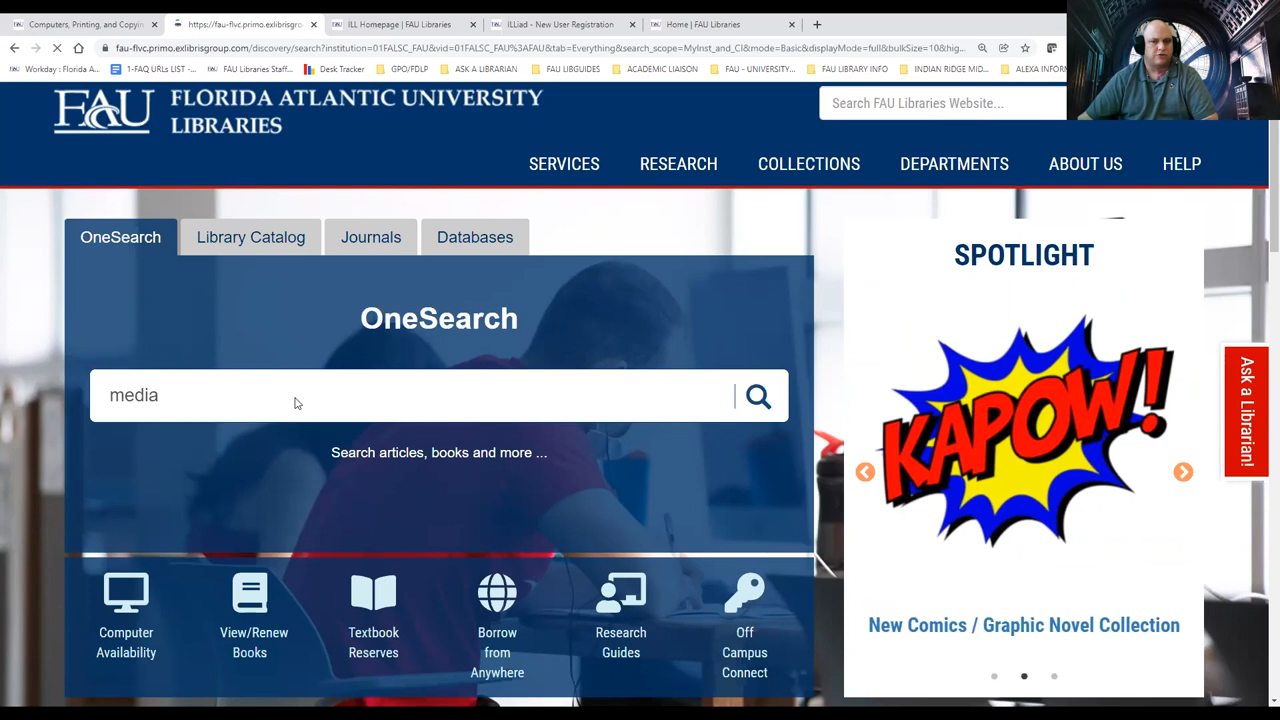 Computers, Printing, and Copyin
https://fau-flvc.primo.exlibrisgro
ILL Homepage | FAU Libraries
ILLiad - New User Registration
Home | FAU Libraries
fau-flvc.primo.exlibrisgroup.com/discovery/search?institution=01FALSC_FAU&vid=01FALSC_FAU%3AFAU&tab=Everything&search_scope=MyInst_and_CI&mode=Basic&displayMode=full&bulkSize=10&hig...
Workday : Florida A...
1-FAQ URLs LIST -...
FAU Libraries Staff...
Desk Tracker
GPO/FDLP
ASK A LIBRARIAN
FAU LIBGUIDES
ACADEMIC LIAISON
FAU - UNIVERSITY...
FAU LIBRARY INFO
INDIAN RIDGE MID...
ALEXA INFORM
FAU
FLORIDA ATLANTIC UNIVERSITY
LIBRARIES
Search FAU Libraries Website...
SERVICES
RESEARCH
COLLECTIONS
DEPARTMENTS
ABOUT US
HELP
OneSearch
Library Catalog
Journals
Databases
OneSearch
media
Search articles, books and more ...
Computer
Availability
View/Renew
Books
Textbook
Reserves
Borrow
from
Anywhere
Research
Guides
Off
Campus
Connect
SPOTLIGHT
KAPOW!
New Comics / Graphic Novel Collection
Ask a Librarian!